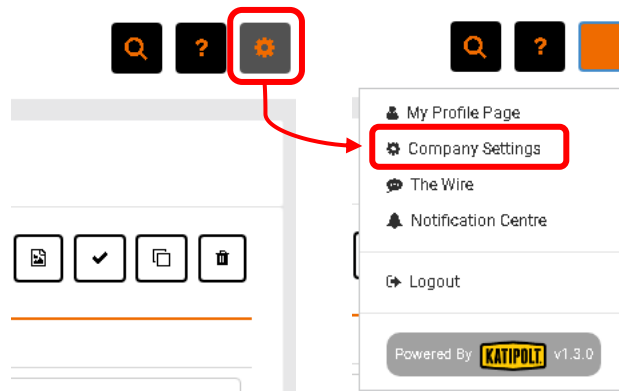 ?
?
My Profile Page
Company Settings
The Wire
Notification Centre
Logout
Powered By KATIPOLT. v1.3.0